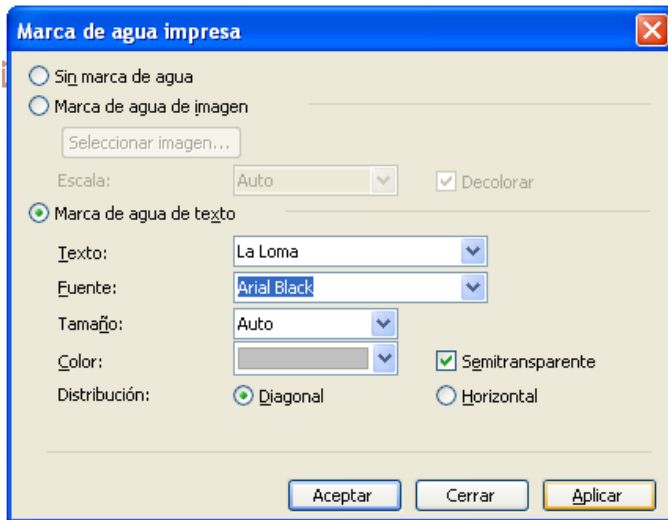 Marca de agua impresa
Sin marca de agua
Marca de agua de imagen
Seleccionar imagen...
Escala: Auto Decolorar
Marca de agua de texto
Texto: La Loma
Fuente: Arial Black
Tamaño: Auto
Color: Semitransparente
Distribución: Diagonal Horizontal
Aceptar Cerrar Aplicar